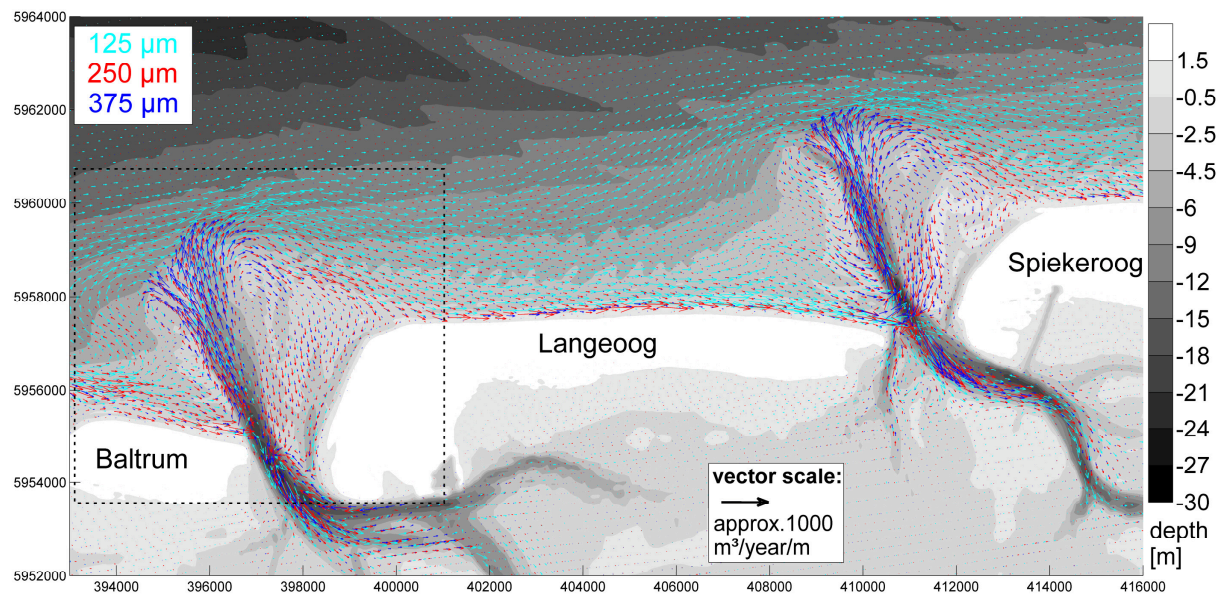 5964000
5962000
5960000
5958000
5956000
5954000
5952000
125 µm
250 µm
375 µm
Spiekeroog
Langeoog
Baltrum
vector scale:
approx.1000
m³/year/m
394000 396000 398000 400000 402000 404000 406000 408000 410000 412000 414000 416000
1.5
-0.5
-2.5
-4.5
-6
-9
-12
-15
-18
-21
-24
-27
-30
depth
[m]